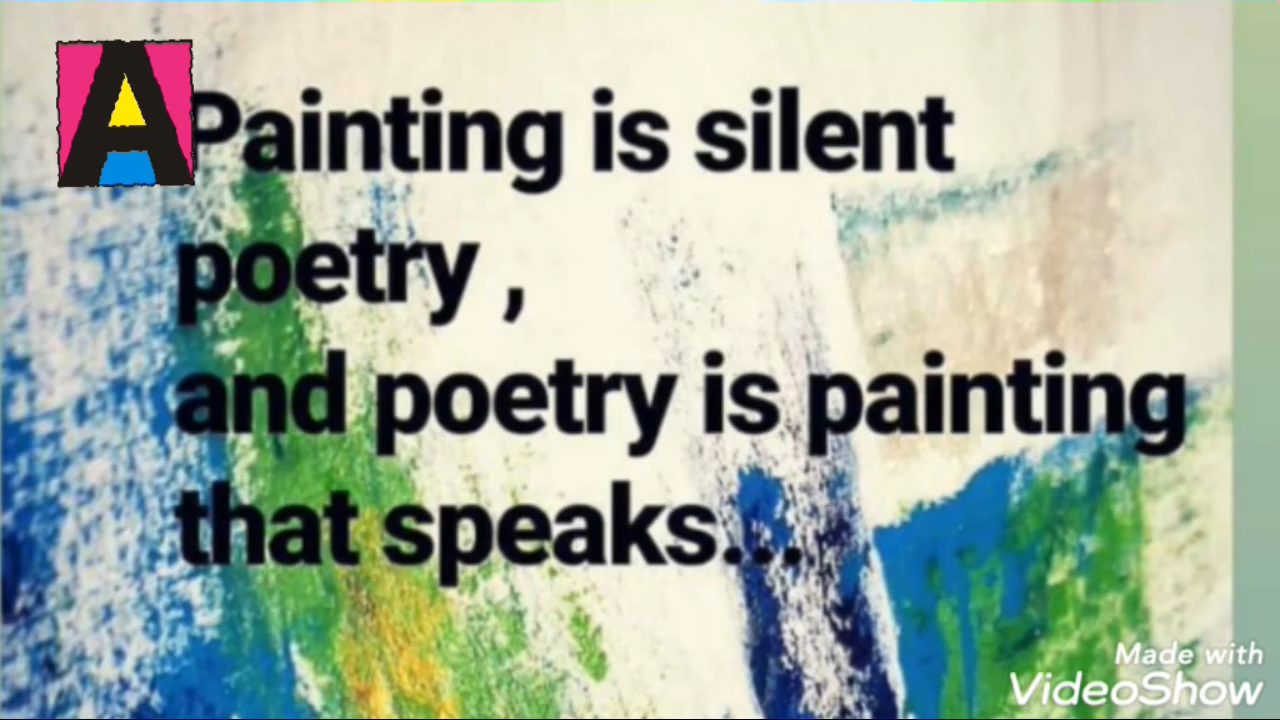 A
Painting is silent
poetry ,
and poetry is painting
that speaks...
Made with
VideoShow